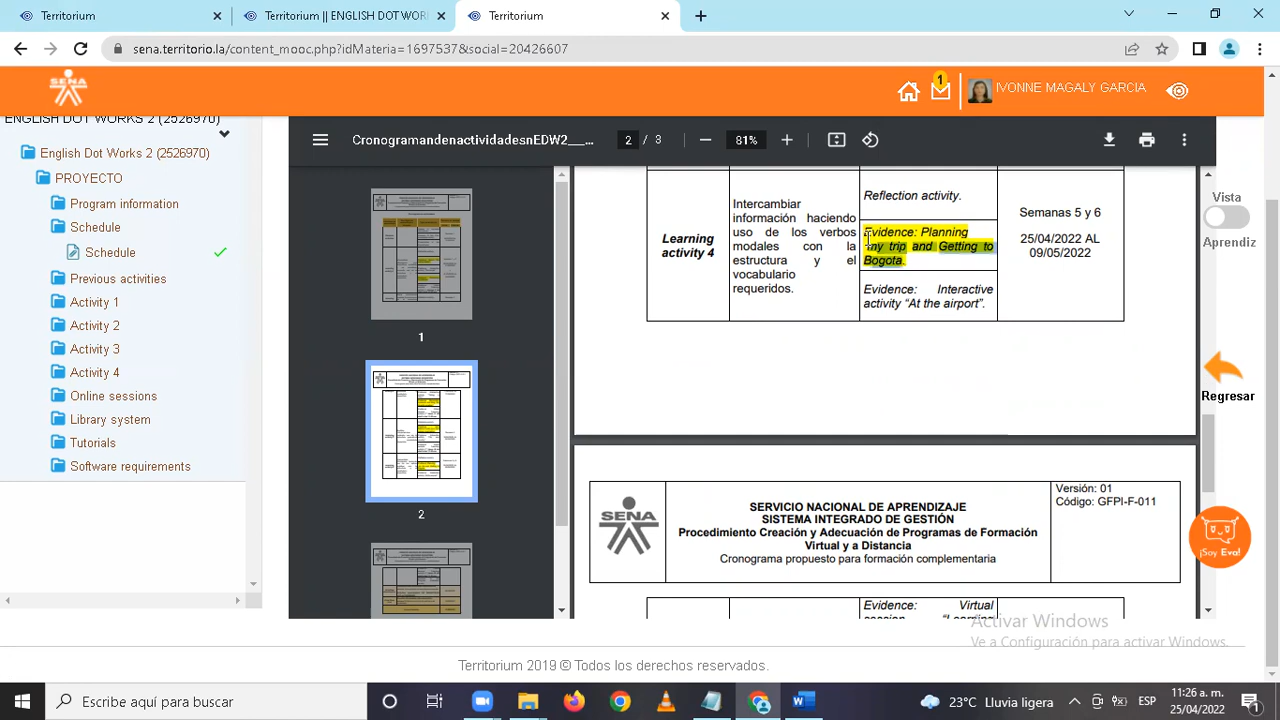 Territorium
Territorium || ENGLISH DOT WOR
Territorium
sena.territorio.la/content_mooc.php?idMateria=1697537&social=20426607
SENA
1
IVONNE MAGALY GARCIA
ENGLISH DOT WORKS 2 (2526970)
English Dot Works 2 (2526970)
PROYECTO
Program information
Schedule
Schedule
Previous activities
Activity 1
Activity 2
Activity 3
Activity 4
Online sessions
Library system
Tutorials
Software requirements
CronogramandenactividadesnEDW2___...
2 / 3
81%
1
2
Learning
activity 4
Intercambiar
información haciendo
uso de los verbos
modales con la
estructura y el
vocabulario
requeridos.
Reflection activity.
Evidence: Planning
my trip and Getting to
Bogota.
Evidence: Interactive
activity “At the airport”.
Semanas 5 y 6
25/04/2022 AL
09/05/2022
SENA
SERVICIO NACIONAL DE APRENDIZAJE
SISTEMA INTEGRADO DE GESTIÓN
Procedimiento Creación y Adecuación de Programas de Formación
Virtual y a Distancia
Cronograma propuesto para formación complementaria
Versión: 01
Código: GFPI-F-011
Evidence: Virtual
session “Learning
Vista
Aprendiz
Regresar
¡Soy Eva!
Activar Windows
Ve a Configuración para activar Windows.
Territorium 2019 © Todos los derechos reservados.
Escribe aquí para buscar
W
23°C Lluvia ligera
ESP
11:26 a. m.
25/04/2022
1